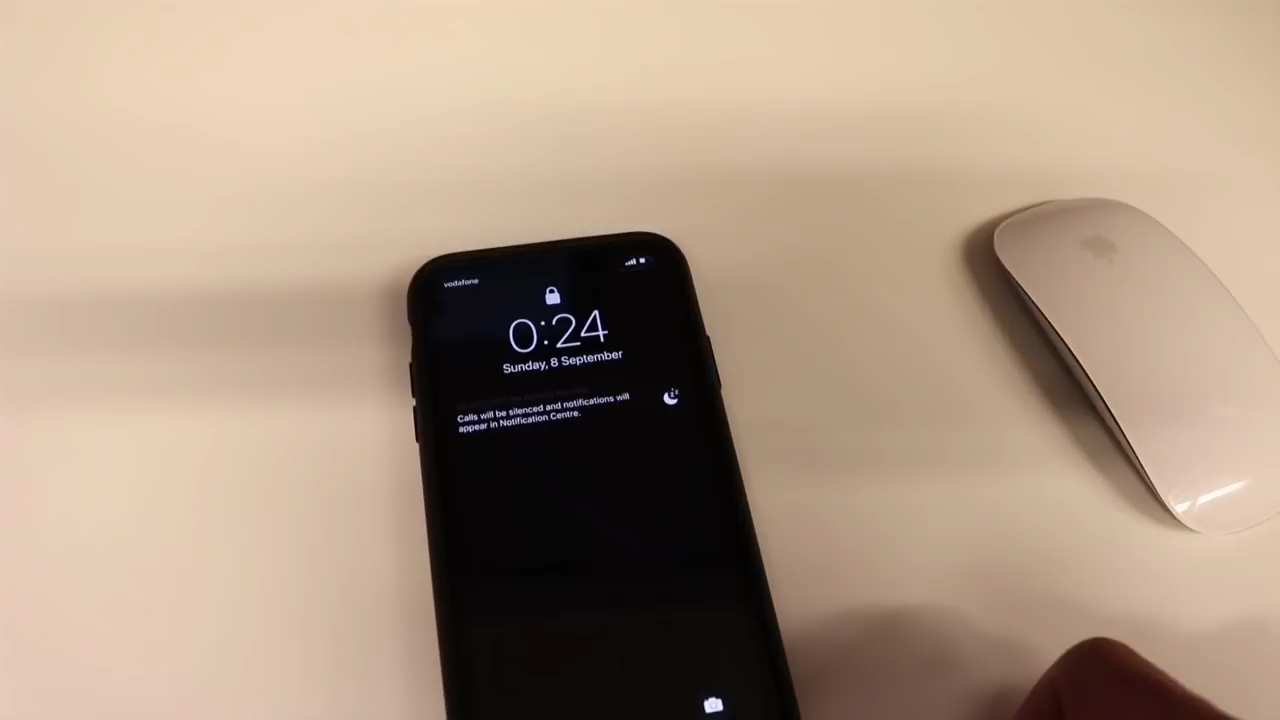 vodafone
0:24
Sunday, 8 September
Calls will be silenced and notifications will
appear in Notification Centre.